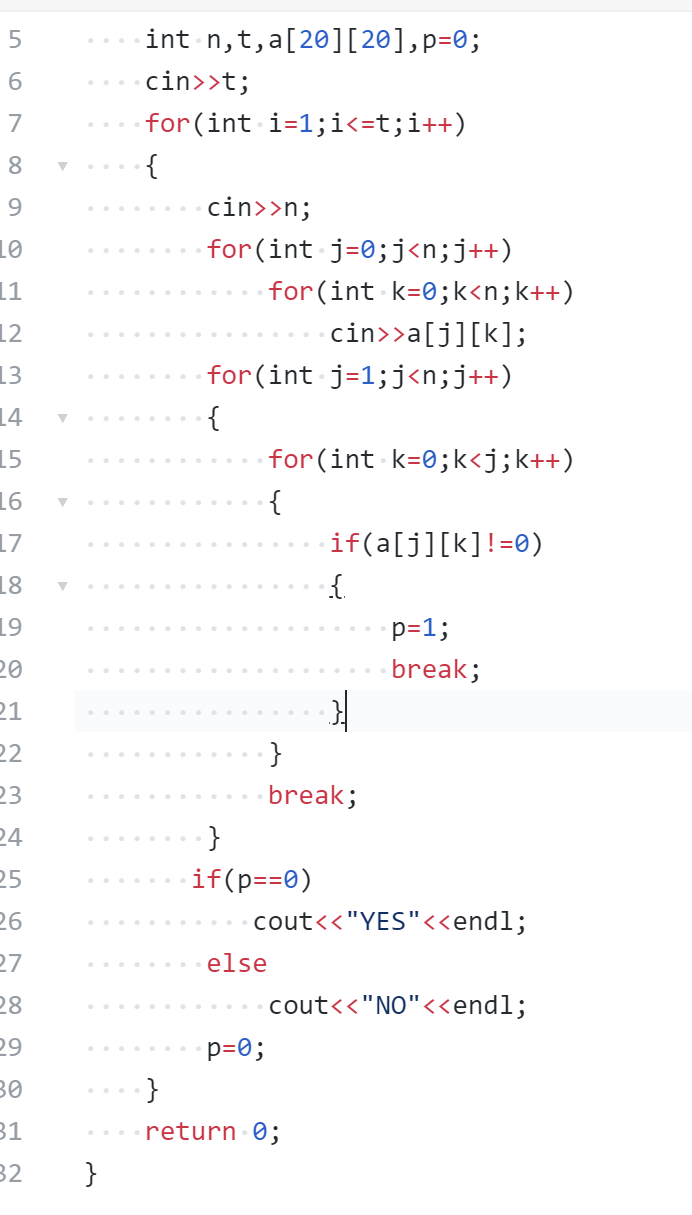 5 int n,t,a[20][20],p=0;
6 cin>>t;
7 for(int i=1;i<=t;i++)
8 {
9 cin>>n;
10 for(int j=0;j<n;j++)
11 for(int k=0;k<n;k++)
12 cin>>a[j][k];
13 for(int j=1;j<n;j++)
14 {
15 for(int k=0;k<j;k++)
16 {
17 if(a[j][k]!=0)
18 {
19 p=1;
20 break;
21 }
22 }
23 break;
24 }
25 if(p==0)
26 cout<<"YES"<<endl;
27 else
28 cout<<"NO"<<endl;
29 p=0;
30 }
31 return 0;
32 }